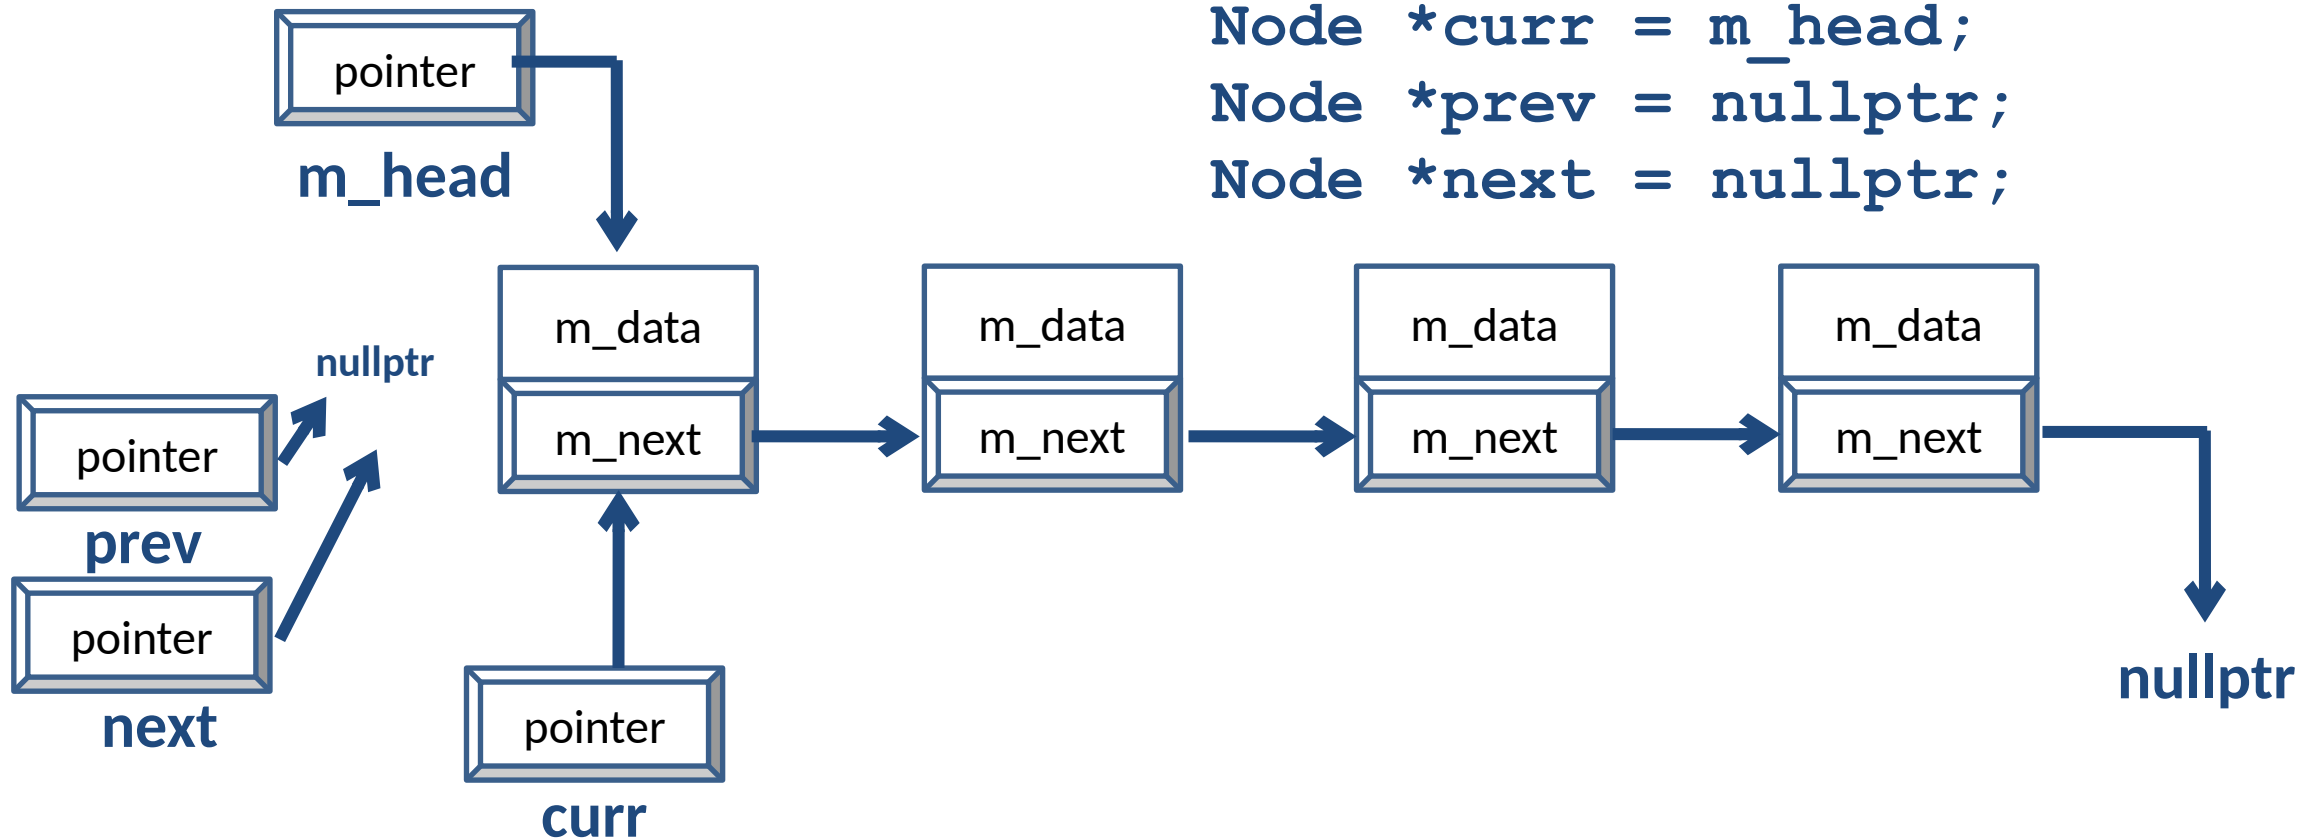 Node *curr = m_head;
Node *prev = nullptr;
Node *next = nullptr;
pointer
m_head
m_data
m_data
m_data
m_data
nullptr
m_next
m_next
m_next
m_next
pointer
prev
pointer
next
nullptr
pointer
curr